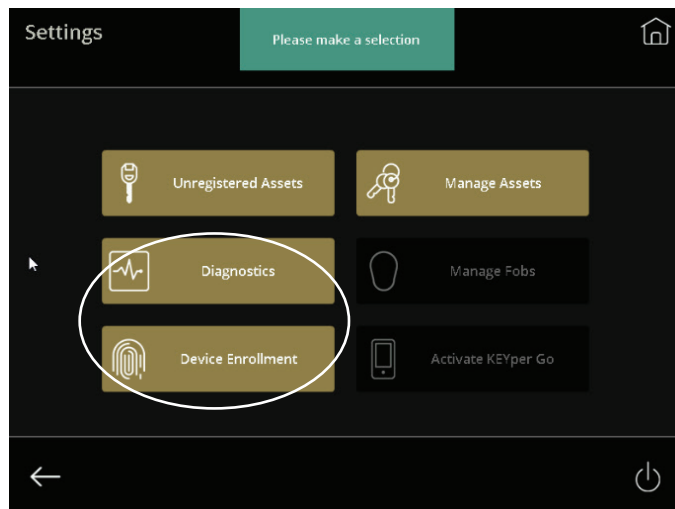 Settings
Please make a selection
Unregistered Assets
Manage Assets
Diagnostics
Manage Fobs
Device Enrollment
Activate KEYper Go